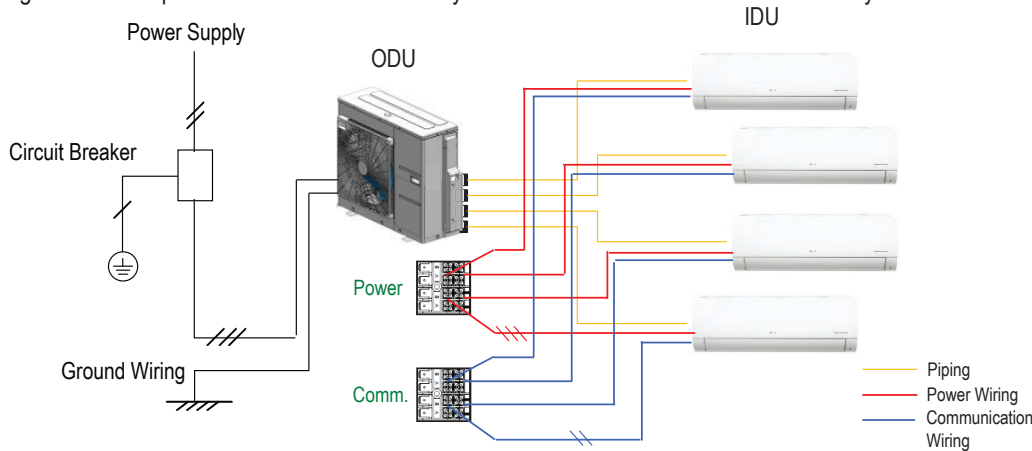 IDU
Power Supply
ODU
Circuit Breaker
Power
Ground Wiring
Comm.
Piping
Power Wiring
Communication
Wiring